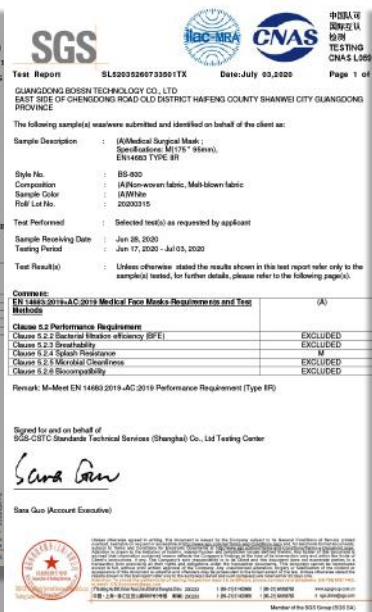 SGS
ilac-MRA
CNAS
中国认可
国际互认
检测
TESTING
Test Report SL52035260733501TX Date:July 03,2020 Page 1 of
GUANGDONG BOSSN TECHNOLOGY CO., LTD
EAST SIDE OF CHENGDONG ROAD OLD DISTRICT HAIFENG COUNTY SHANWEI CITY GUANGDONG
PROVINCE
The following sample(s) was/were submitted and identified on behalf of the client as:
Sample Description : (A)Medical Surgical Mask ;
Specifications: M(175* 95mm),
EN14683 TYPE IIR
Style No. : BS-800
Composition : (A)Non-woven fabric, Melt-blown fabric
Sample Color : (A)White
Roll/ Lot No. : 20200315
Test Performed : Selected test(s) as requested by applicant
Sample Receiving Date : Jun 28, 2020
Testing Period : Jun 17, 2020 - Jul 03, 2020
Test Result(s) : Unless otherwise stated the results shown in this test report refer only to the
sample(s) tested, for further details, please refer to the following page(s).
Comment:
EN 14683:2019+AC:2019 Medical Face Masks-Requirements and Test (A)
Methods
Clause 5.2 Performance Requirement
Clause 5.2.2 Bacterial filtration efficiency (BFE) EXCLUDED
Clause 5.2.3 Breathability EXCLUDED
Clause 5.2.4 Splash Resistance M
Clause 5.2.5 Microbial Cleanliness EXCLUDED
Clause 5.2.6 Biocompatibility EXCLUDED
Remark: M=Meet EN 14683:2019+AC:2019 Performance Requirement (Type IIR)
Signed for and on behalf of
SGS-CSTC Standards Technical Services (Shanghai) Co., Ltd Testing Center
Sara Guo
Sara Guo (Account Executive)
Member of the SGS Group (SGS SA)